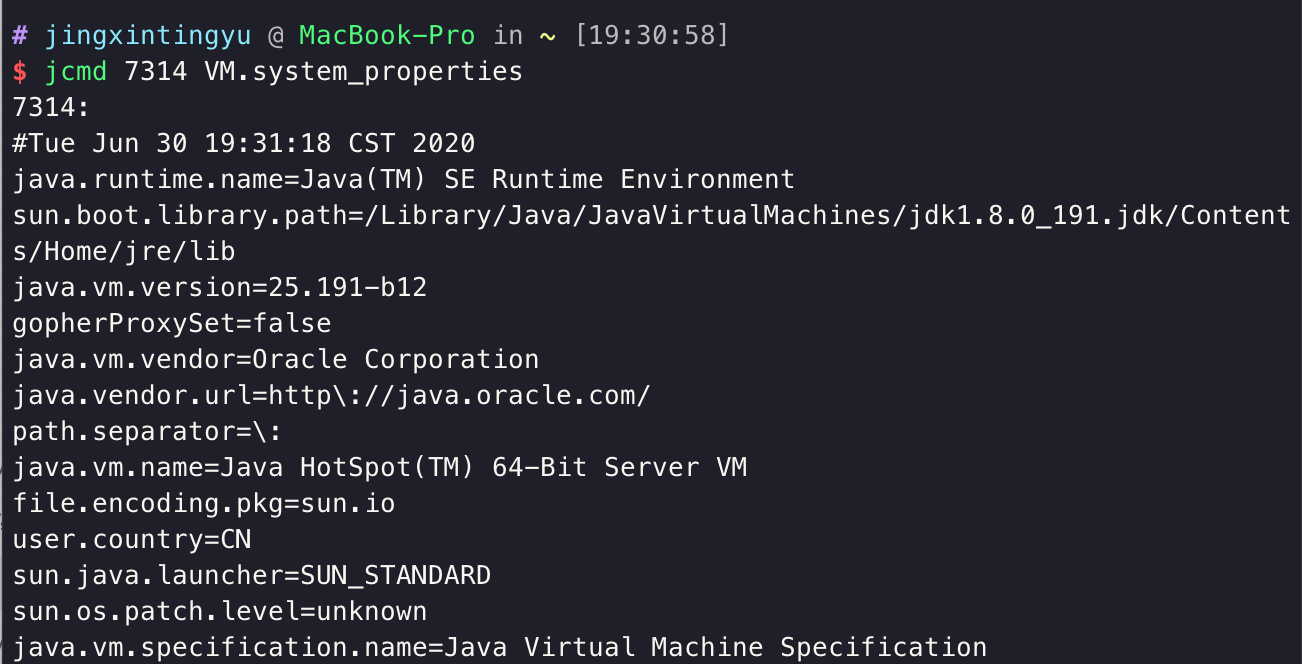 # jingxintingyu @ MacBook-Pro in ~ [19:30:58]
$ jcmd 7314 VM.system_properties
7314:
#Tue Jun 30 19:31:18 CST 2020
java.runtime.name=Java(TM) SE Runtime Environment
sun.boot.library.path=/Library/Java/JavaVirtualMachines/jdk1.8.0_191.jdk/Content
s/Home/jre/lib
java.vm.version=25.191-b12
gopherProxySet=false
java.vm.vendor=Oracle Corporation
java.vendor.url=http\://java.oracle.com/
path.separator=\:
java.vm.name=Java HotSpot(TM) 64-Bit Server VM
file.encoding.pkg=sun.io
user.country=CN
sun.java.launcher=SUN_STANDARD
sun.os.patch.level=unknown
java.vm.specification.name=Java Virtual Machine Specification